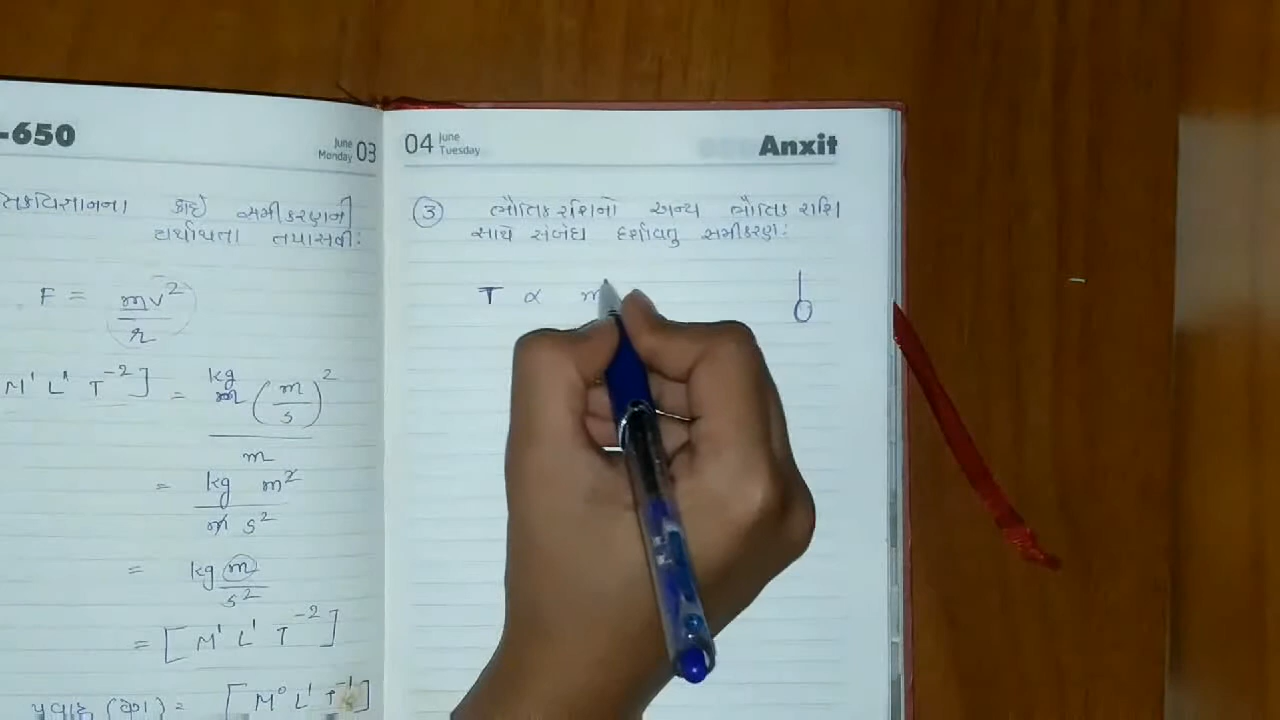 -650
June
Monday 03
તિકવિજ્ઞાનના કોઈ સમીકરણની
યથાર્થતા તપાસવી:
F = mv²/r
M¹ L¹ T⁻²] = kg (m/s)² / m
= kg m² / m s²
= kg m / s²
= [M¹ L¹ T⁻²]
(વેગ) = [M⁰ L¹ T⁻¹]
04 June
Tuesday
Anxit
③ ભૌતિક રાશિનો અન્ય ભૌતિક રાશિ
સાથે સંબંધ દર્શાવતુ સમીકરણ:
T ∝ m